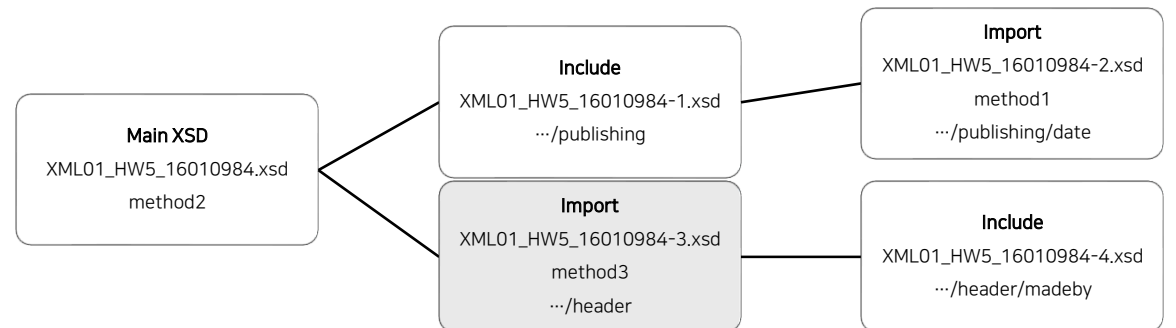 Main XSD
XML01_HW5_16010984.xsd
method2
Include
XML01_HW5_16010984-1.xsd
…/publishing
Import
XML01_HW5_16010984-2.xsd
method1
…/publishing/date
Import
XML01_HW5_16010984-3.xsd
method3
…/header
Include
XML01_HW5_16010984-4.xsd
…/header/madeby